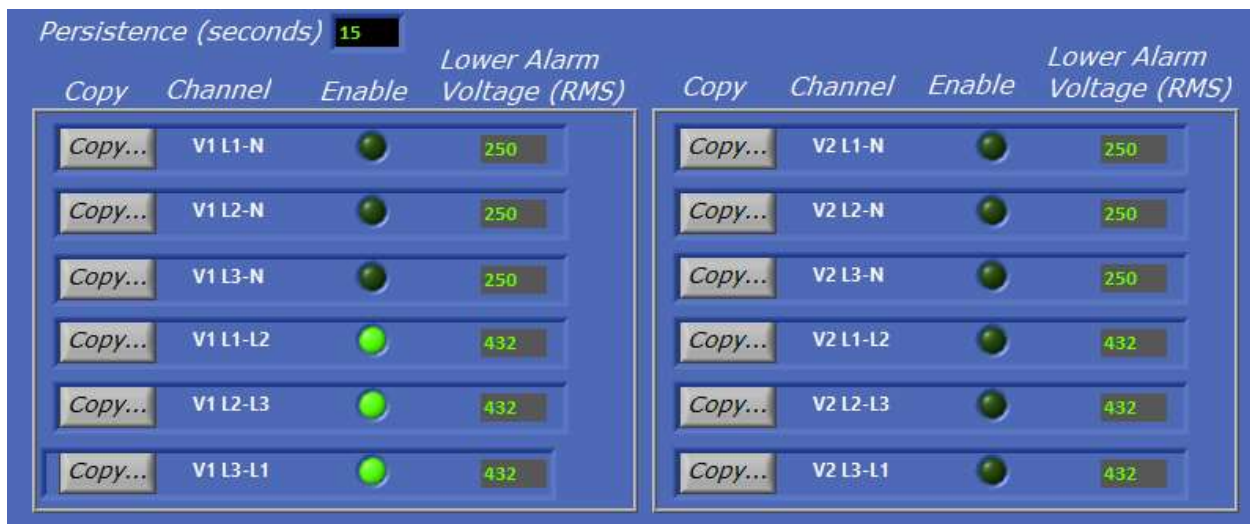 Persistence (seconds) 15
Copy Channel Enable Lower Alarm Voltage (RMS) Copy Channel Enable Lower Alarm Voltage (RMS)
Copy... V1 L1-N 250 Copy... V2 L1-N 250
Copy... V1 L2-N 250 Copy... V2 L2-N 250
Copy... V1 L3-N 250 Copy... V2 L3-N 250
Copy... V1 L1-L2 432 Copy... V2 L1-L2 432
Copy... V1 L2-L3 432 Copy... V2 L2-L3 432
Copy... V1 L3-L1 432 Copy... V2 L3-L1 432